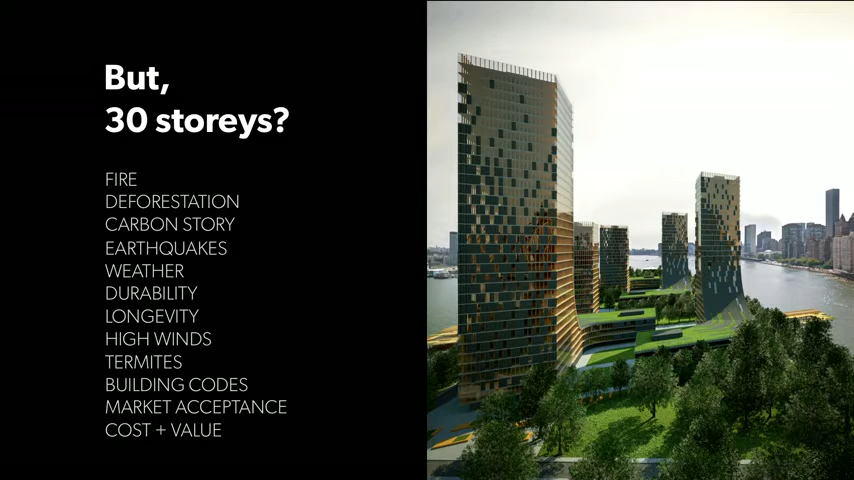 But,
30 storeys?
FIRE
DEFORESTATION
CARBON STORY
EARTHQUAKES
WEATHER
DURABILITY
LONGEVITY
HIGH WINDS
TERMITES
BUILDING CODES
MARKET ACCEPTANCE
COST + VALUE